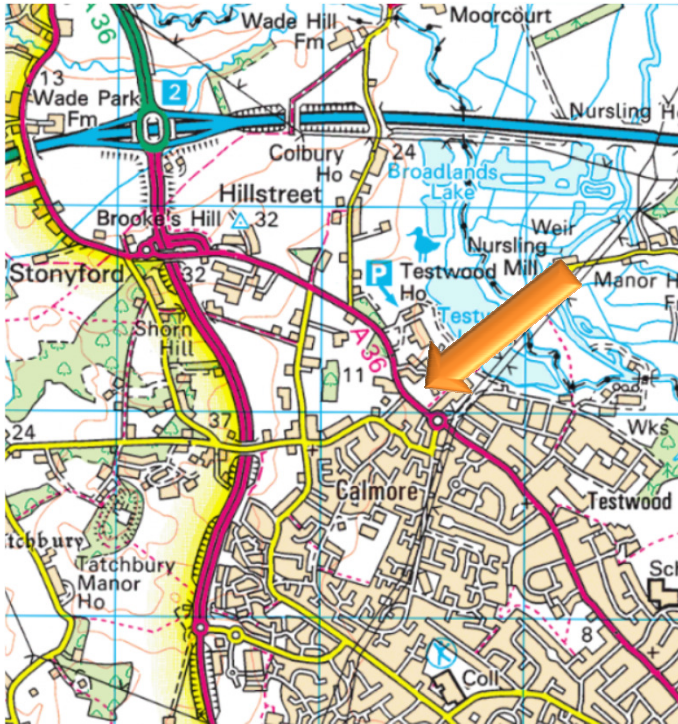 A 36
Wade Hill
Fm
Moorcourt
13
2
Wade Park
Fm
Nursling
Colbury
Ho
24
Broadlands
Lake
Hillstreet
Brooke's Hill
32
Weir
Nursling
Mill
Stonyford
32
P
Testwood
Ho
Manor
Shorn
Hill
A 36
11
24
37
Wks
Calmore
Testwood
Tatchbury
Manor
Ho
8
Coll